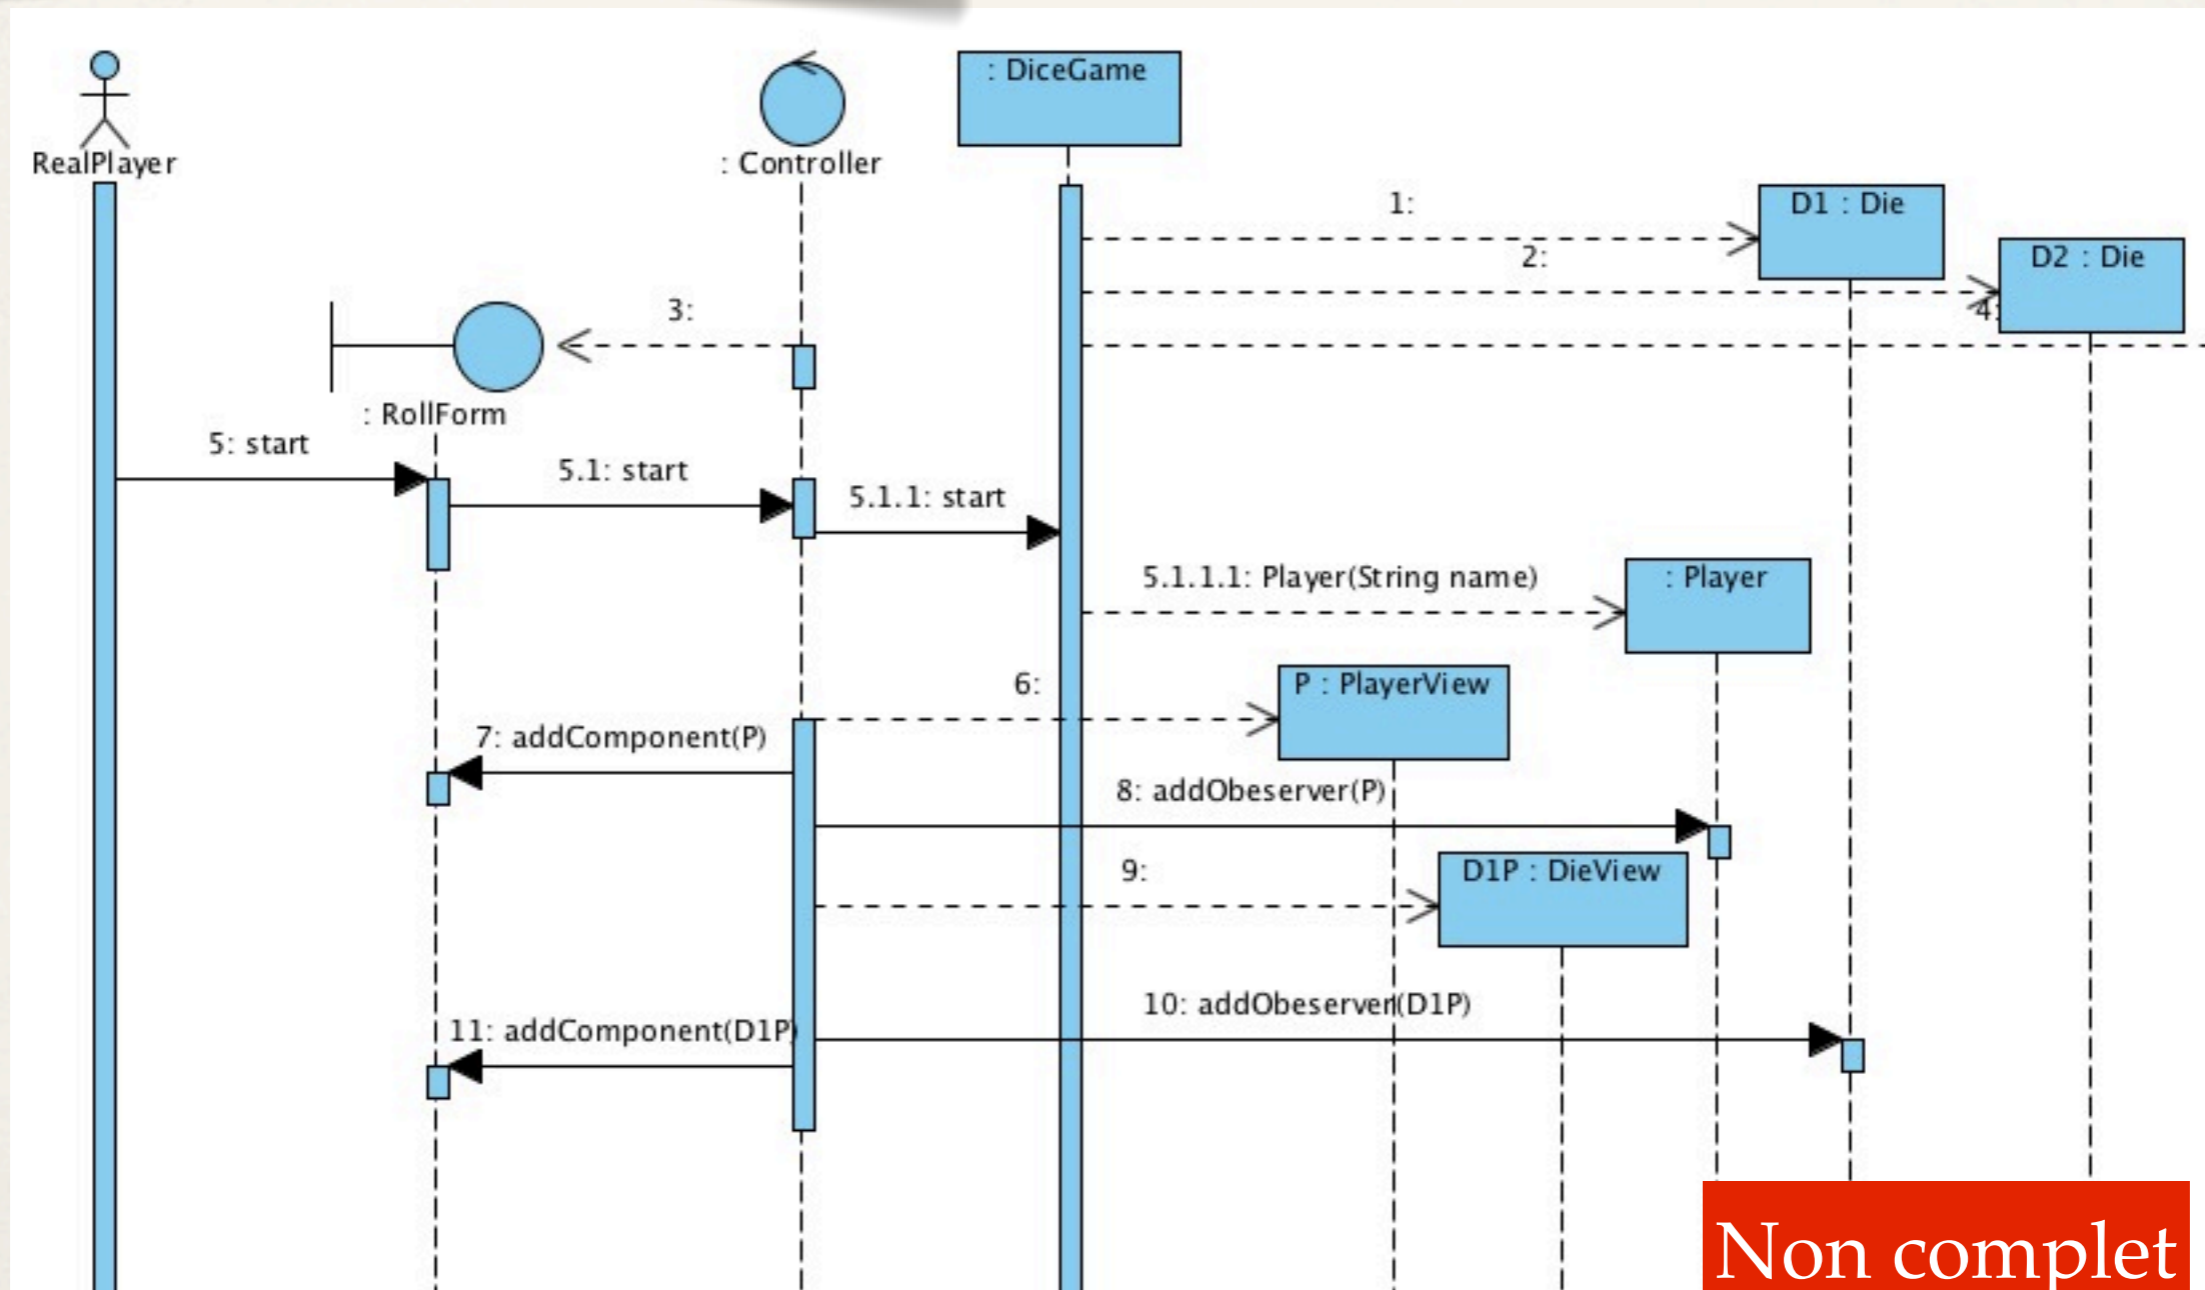 : DiceGame
RealPlayer
: Controller
1:
D1 : Die
2:
D2 : Die
3:
4:
: RollForm
5: start
5.1: start
5.1.1: start
5.1.1.1: Player(String name)
: Player
6:
P : PlayerView
7: addComponent(P)
8: addObeserver(P)
9:
D1P : DieView
10: addObeserver(D1P)
11: addComponent(D1P)
Non complet